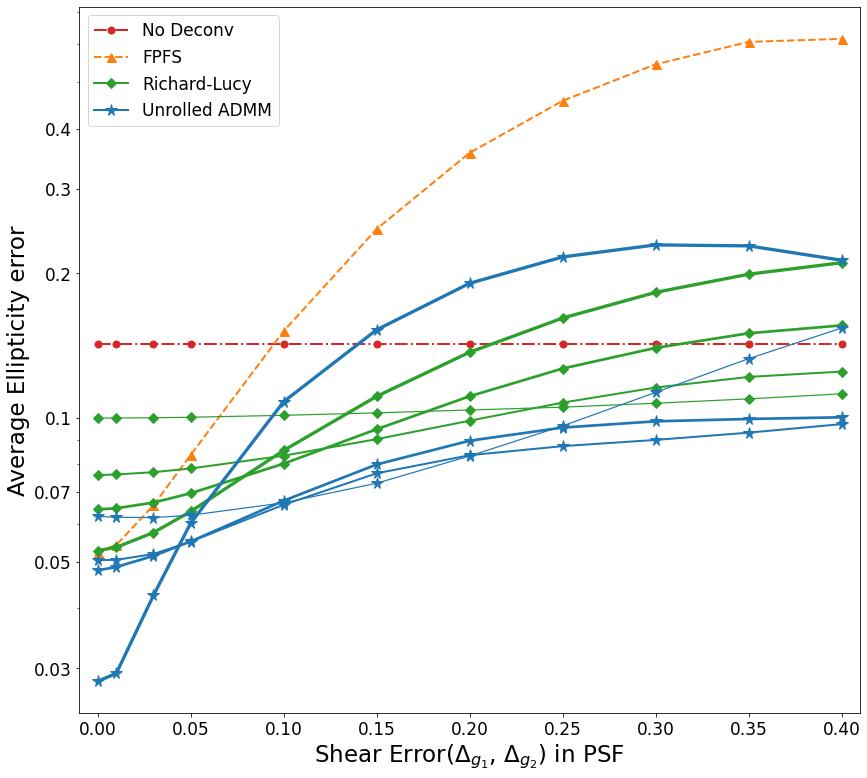 No Deconv
FPFS
Richard-Lucy
Unrolled ADMM
0.4
0.3
0.2
0.1
0.07
0.05
0.03
Average Ellipticity error
0.00 0.05 0.10 0.15 0.20 0.25 0.30 0.35 0.40
Shear Error(Δg₁, Δg₂) in PSF